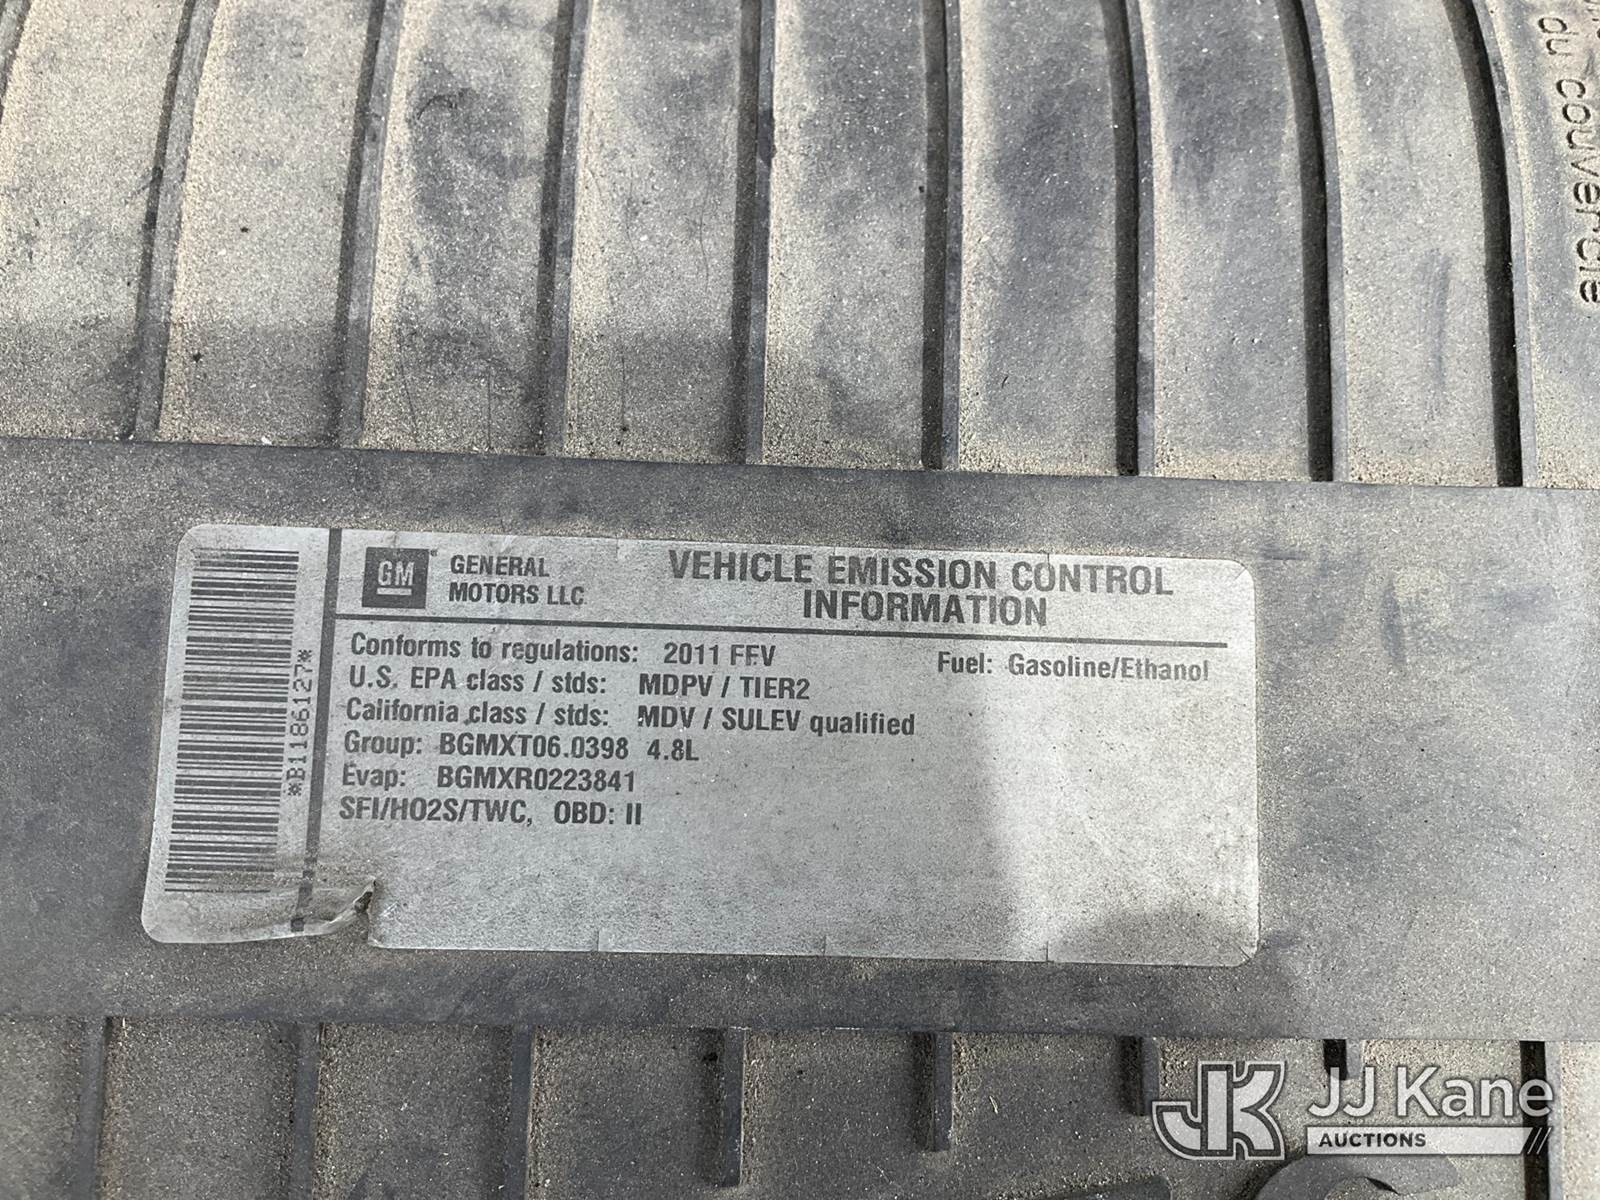 du couvercle
GM GENERAL
MOTORS LLC
VEHICLE EMISSION CONTROL
INFORMATION
Conforms to regulations: 2011 FFV
Fuel: Gasoline/Ethanol
U.S. EPA class / stds: MDPV / TIER2
California class / stds: MDV / SULEV qualified
Group: BGMXT06.0398 4.8L
Evap: BGMXR0223841
SFI/HO2S/TWC, OBD: II
*B1186127*
JK JJ Kane
AUCTIONS